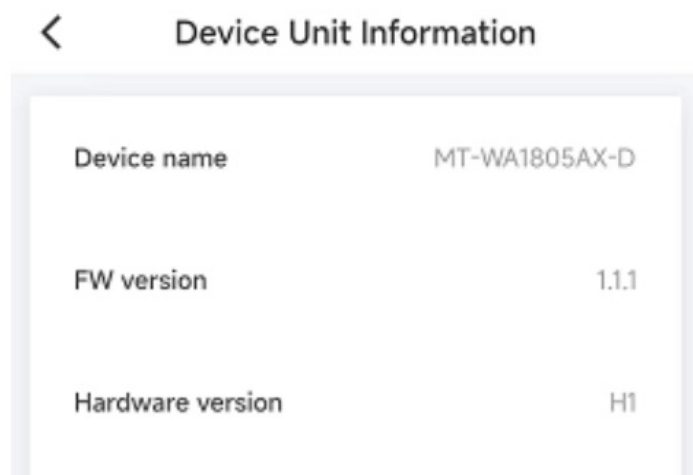 Device Unit Information
Device name MT-WA1805AX-D
FW version 1.1.1
Hardware version H1